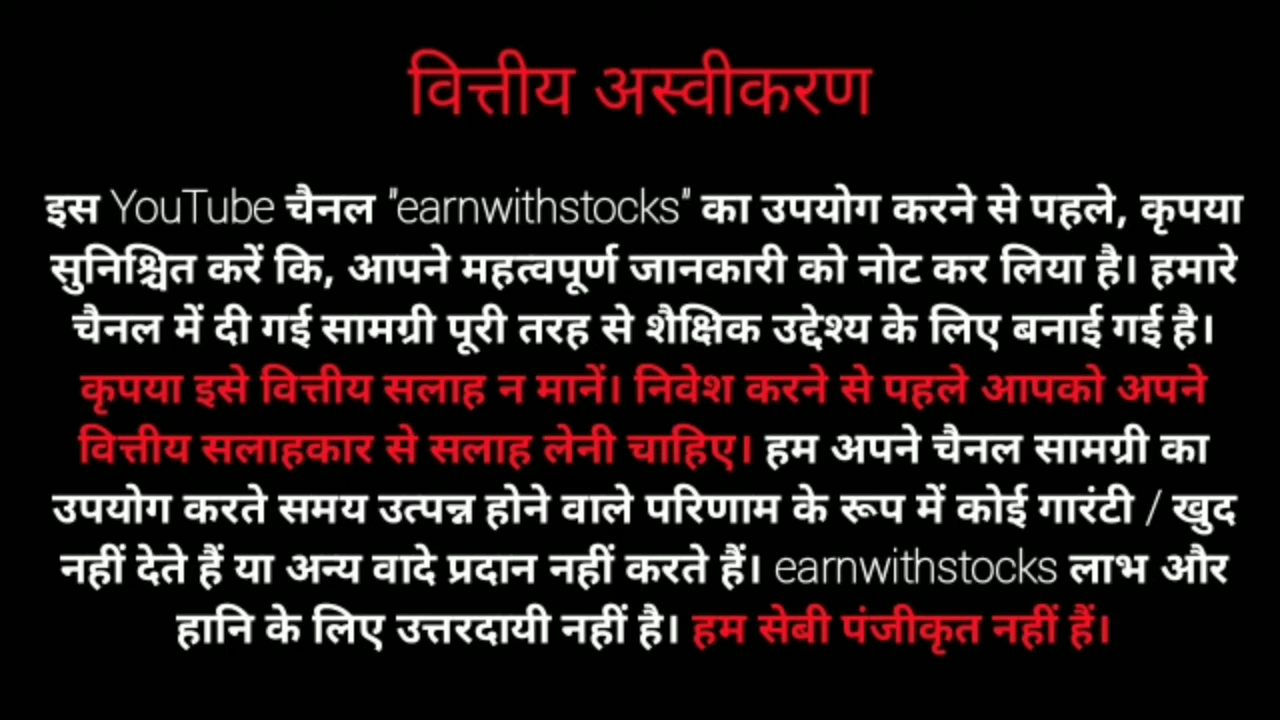 वित्तीय अस्वीकरण
इस YouTube चैनल "earnwithstocks" का उपयोग करने से पहले, कृपया
सुनिश्चित करें कि, आपने महत्वपूर्ण जानकारी को नोट कर लिया है। हमारे
चैनल में दी गई सामग्री पूरी तरह से शैक्षिक उद्देश्य के लिए बनाई गई है।
कृपया इसे वित्तीय सलाह न मानें। निवेश करने से पहले आपको अपने
वित्तीय सलाहकार से सलाह लेनी चाहिए। हम अपने चैनल सामग्री का
उपयोग करते समय उत्पन्न होने वाले परिणाम के रूप में कोई गारंटी / खुद
नहीं देते हैं या अन्य वादे प्रदान नहीं करते हैं। earnwithstocks लाभ और
हानि के लिए उत्तरदायी नहीं है। हम सेबी पंजीकृत नहीं हैं।